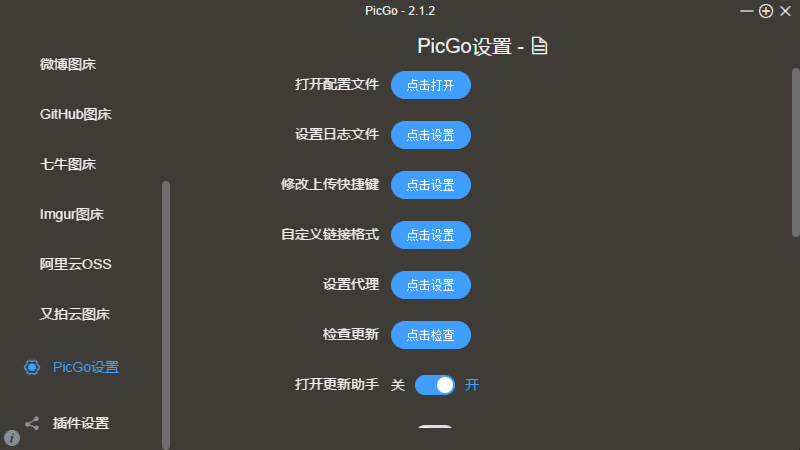 PicGo - 2.1.2
微博图床
GitHub图床
七牛图床
Imgur图床
阿里云OSS
又拍云图床
PicGo设置
插件设置
PicGo设置 -
打开配置文件 点击打开
设置日志文件 点击设置
修改上传快捷键 点击设置
自定义链接格式 点击设置
设置代理 点击设置
检查更新 点击检查
打开更新助手 关 开